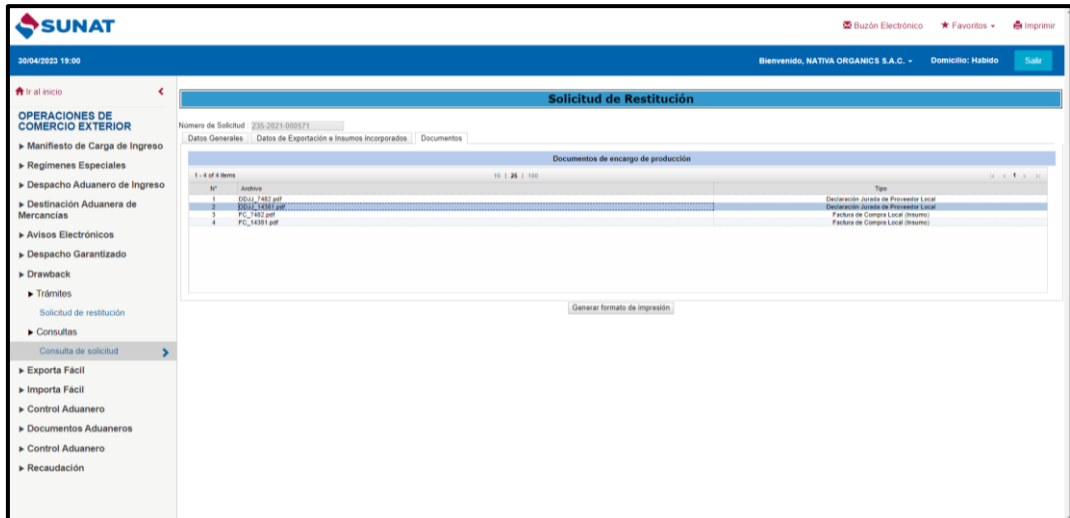 SUNAT
Buzón Electrónico Favoritos Imprimir
30/04/2023 19:00 Bienvenido, NATIVA ORGANICS S.A.C. Domicilio: Habido Salir
Ir al inicio
OPERACIONES DE
COMERCIO EXTERIOR
Manifiesto de Carga de Ingreso
Regímenes Especiales
Despacho Aduanero de Ingreso
Destinación Aduanera de
Mercancías
Avisos Electrónicos
Despacho Garantizado
Drawback
Trámites
Solicitud de restitución
Consultas
Consulta de solicitud
Exporta Fácil
Importa Fácil
Control Aduanero
Documentos Aduaneros
Control Aduanero
Recaudación
Solicitud de Restitución
Número de Solicitud : 235-2021-000571
Datos Generales Datos de Exportación e Insumos incorporados Documentos
Documentos de encargo de producción
1 - 4 of 4 items 10 | 25 | 100 1
N° Archivo Tipo
1 DDJJ_7482.pdf Declaración Jurada de Proveedor Local
2 DDJJ_14381.pdf Declaración Jurada de Proveedor Local
3 FC_7482.pdf Factura de Compra Local (Insumo)
4 FC_14381.pdf Factura de Compra Local (Insumo)
Generar formato de impresión